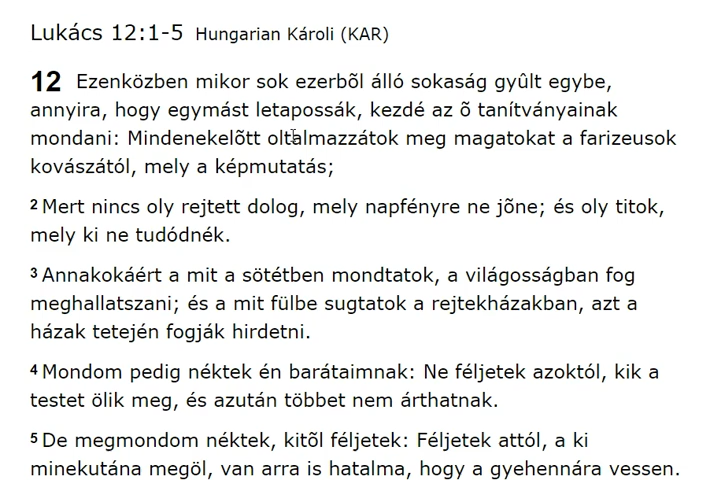 Lukács 12:1-5 Hungarian Károli (KAR)
12 Ezenközben mikor sok ezerbõl álló sokaság gyûlt egybe,
annyira, hogy egymást letapossák, kezdé az õ tanítványainak
mondani: Mindenekelõtt oltalmazzátok meg magatokat a farizeusok
kovászától, mely a képmutatás;
2 Mert nincs oly rejtett dolog, mely napfényre ne jõne; és oly titok,
mely ki ne tudódnék.
3 Annakokáért a mit a sötétben mondtatok, a világosságban fog
meghallatszani; és a mit fülbe sugtatok a rejtekházakban, azt a
házak tetején fogják hirdetni.
4 Mondom pedig néktek én barátaimnak: Ne féljetek azoktól, kik a
testet ölik meg, és azután többet nem árthatnak.
5 De megmondom néktek, kitõl féljetek: Féljetek attól, a ki
minekutána megöl, van arra is hatalma, hogy a gyehennára vessen.